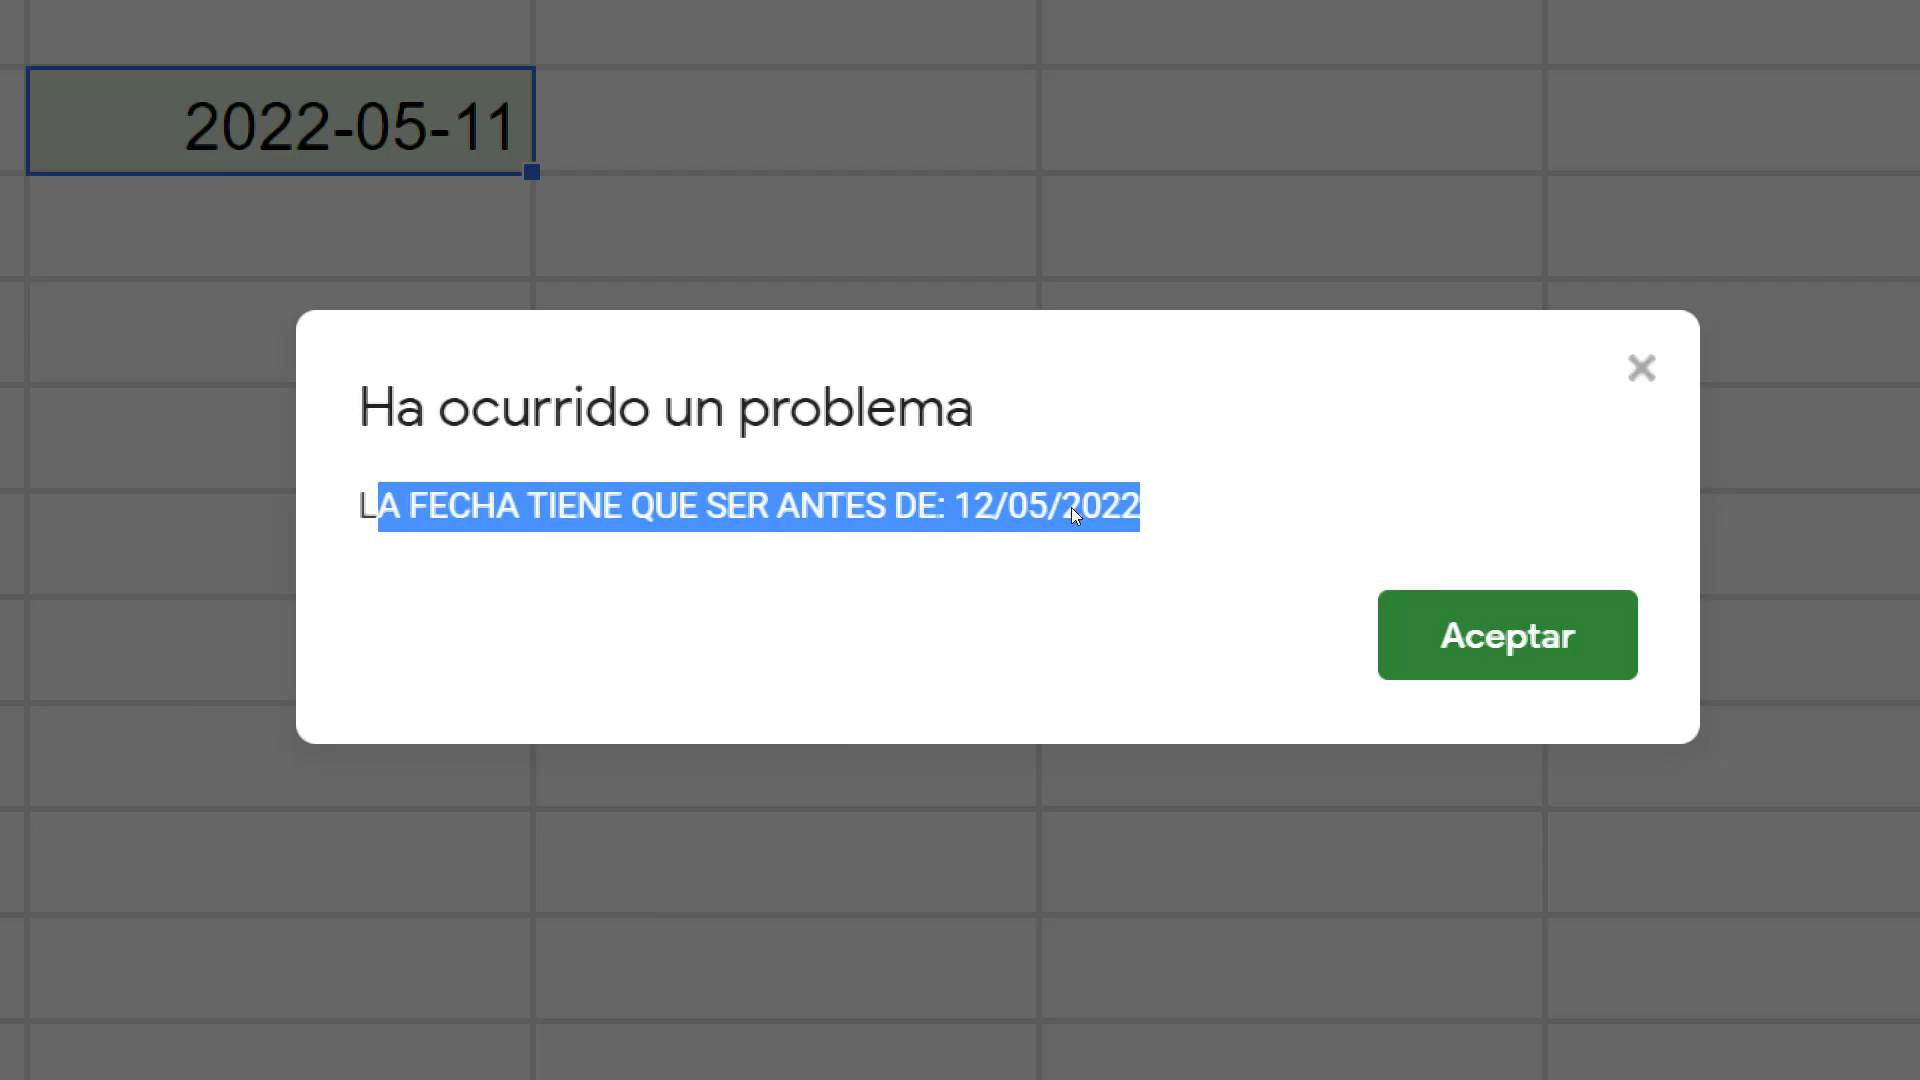 2022-05-11
Ha ocurrido un problema
LA FECHA TIENE QUE SER ANTES DE: 12/05/2022
Aceptar